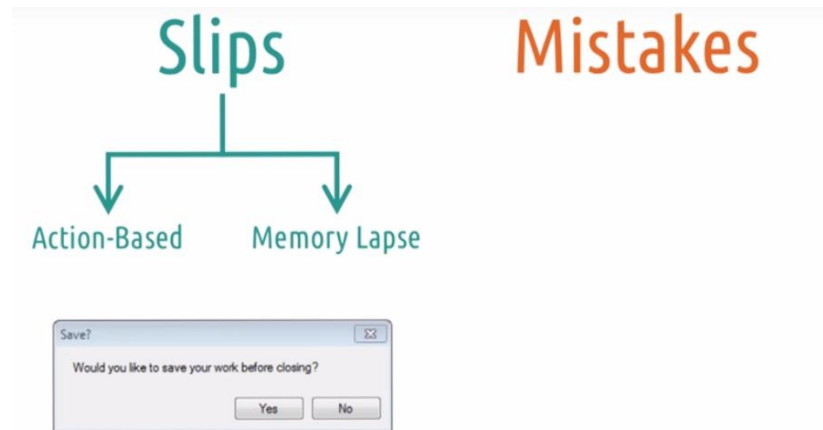 Slips
Mistakes
Action-Based
Memory Lapse
Save?
Would you like to save your work before closing?
Yes
No